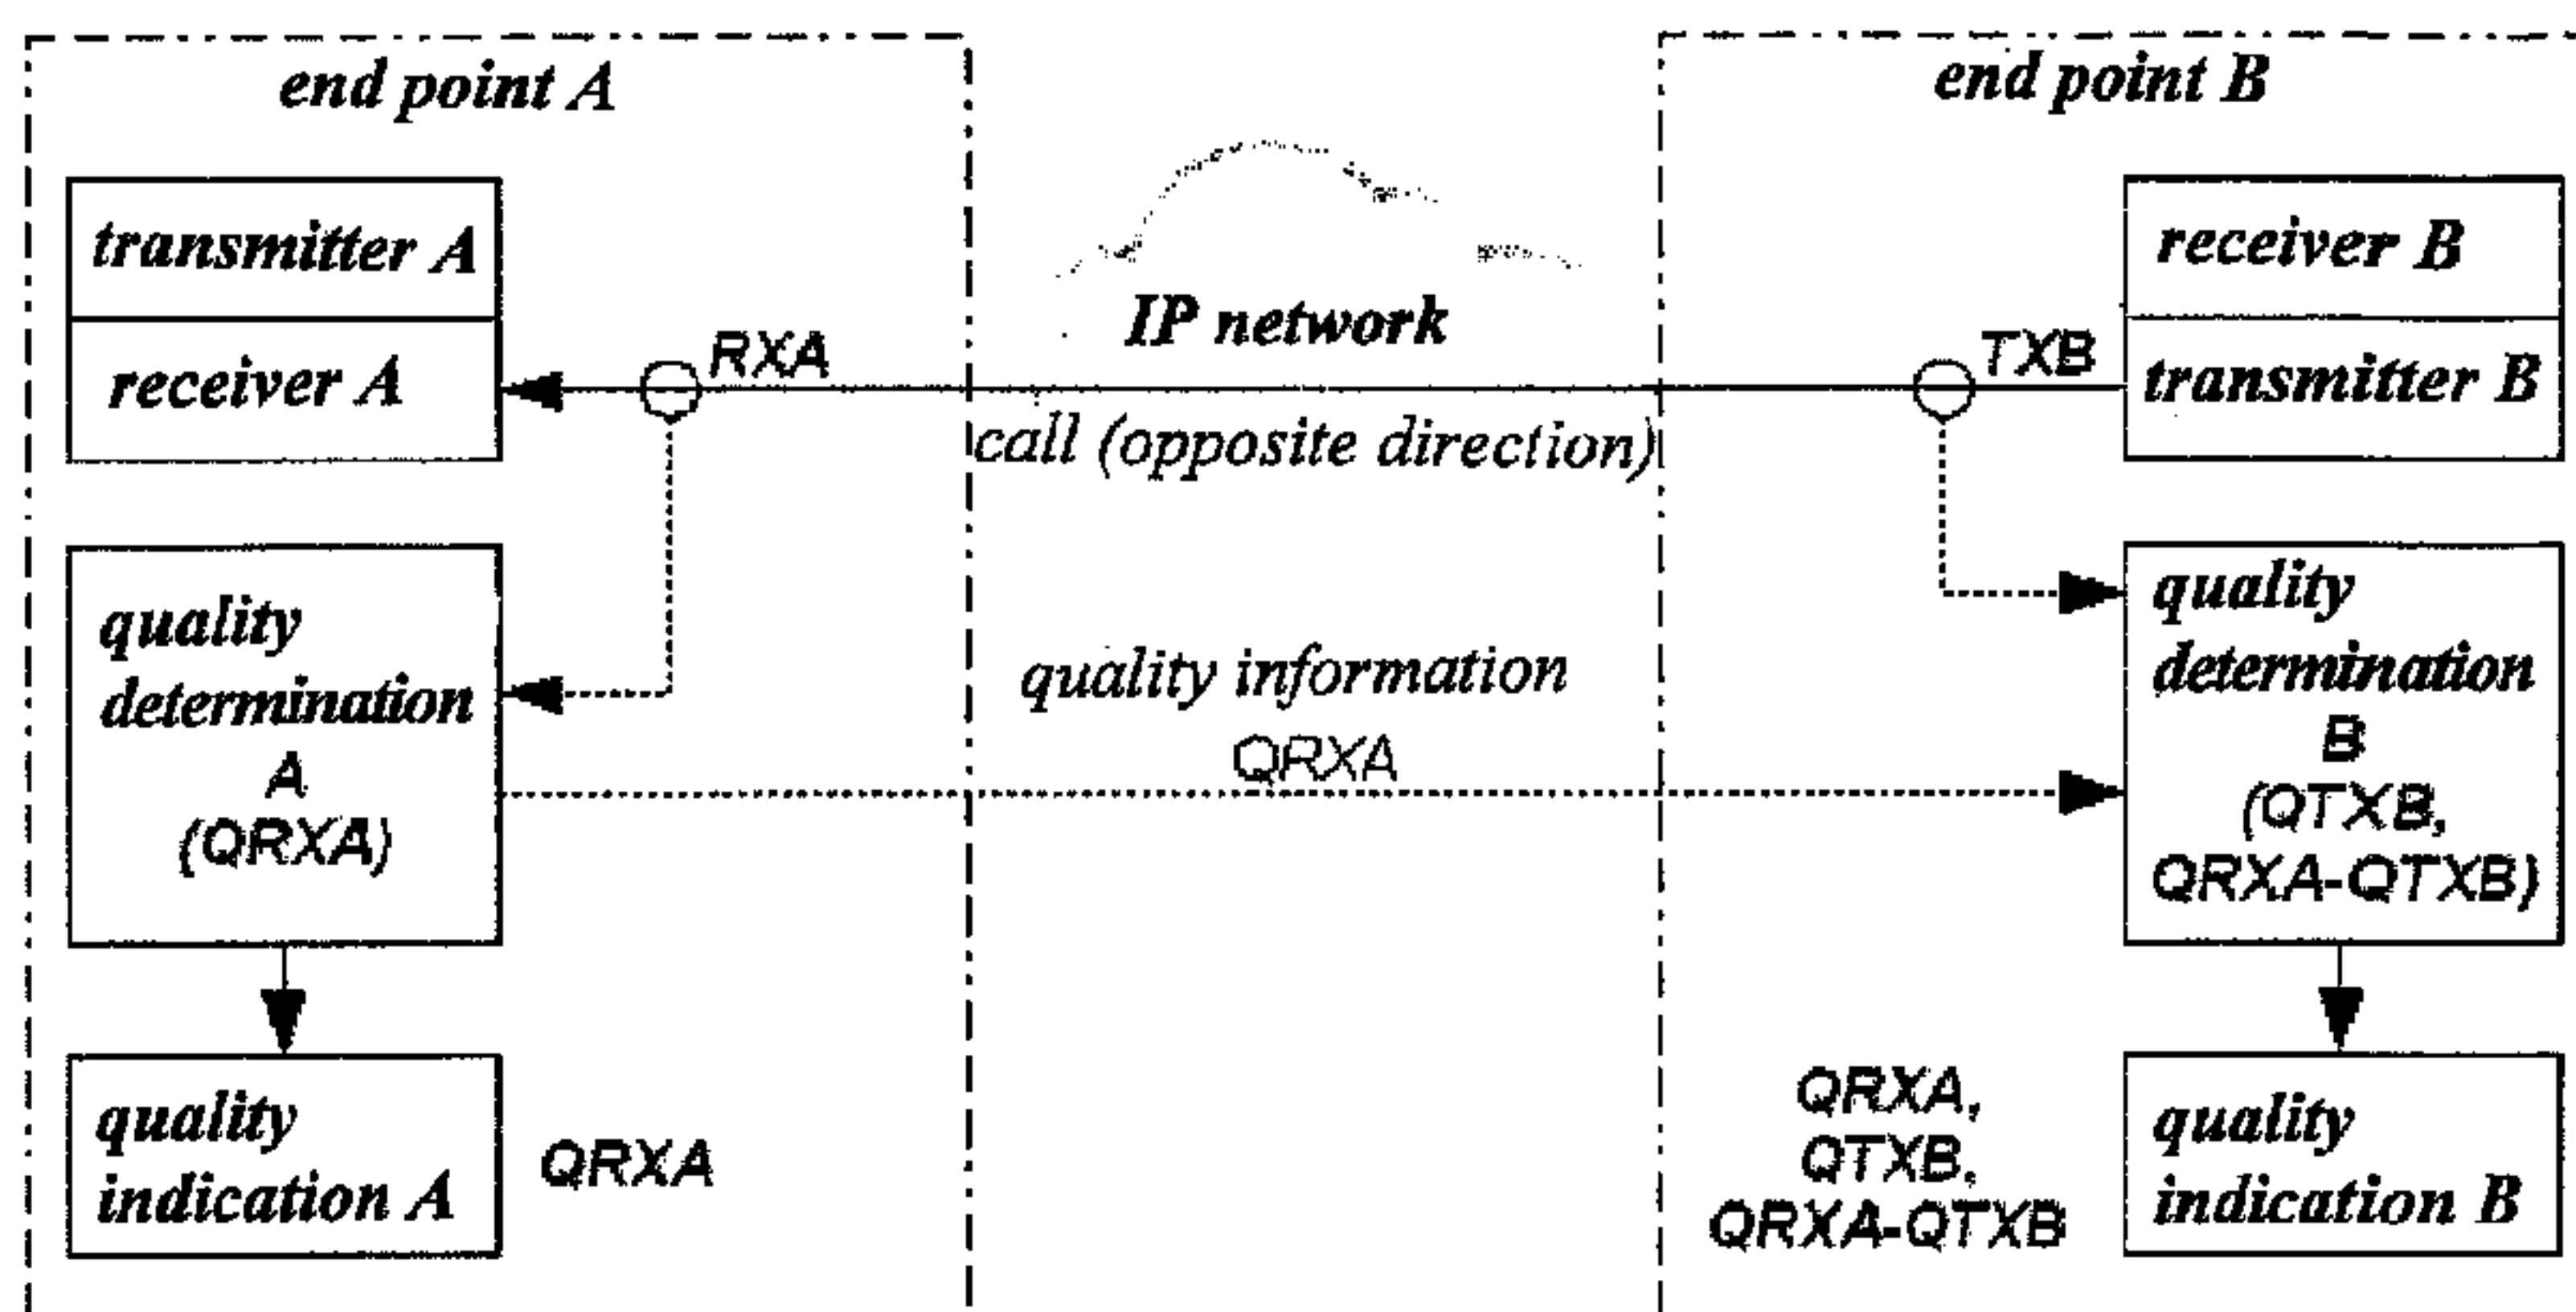 end point A
end point B
transmitter A
receiver A
RXA
IP network
call (opposite direction)
TXB
receiver B
transmitter B
quality
determination
A
(QRXA)
quality information
QRXA
quality
determination
B
(QTXB,
QRXA-QTXB)
quality
indication A
QRXA
QRXA,
QTXB,
QRXA-QTXB
quality
indication B